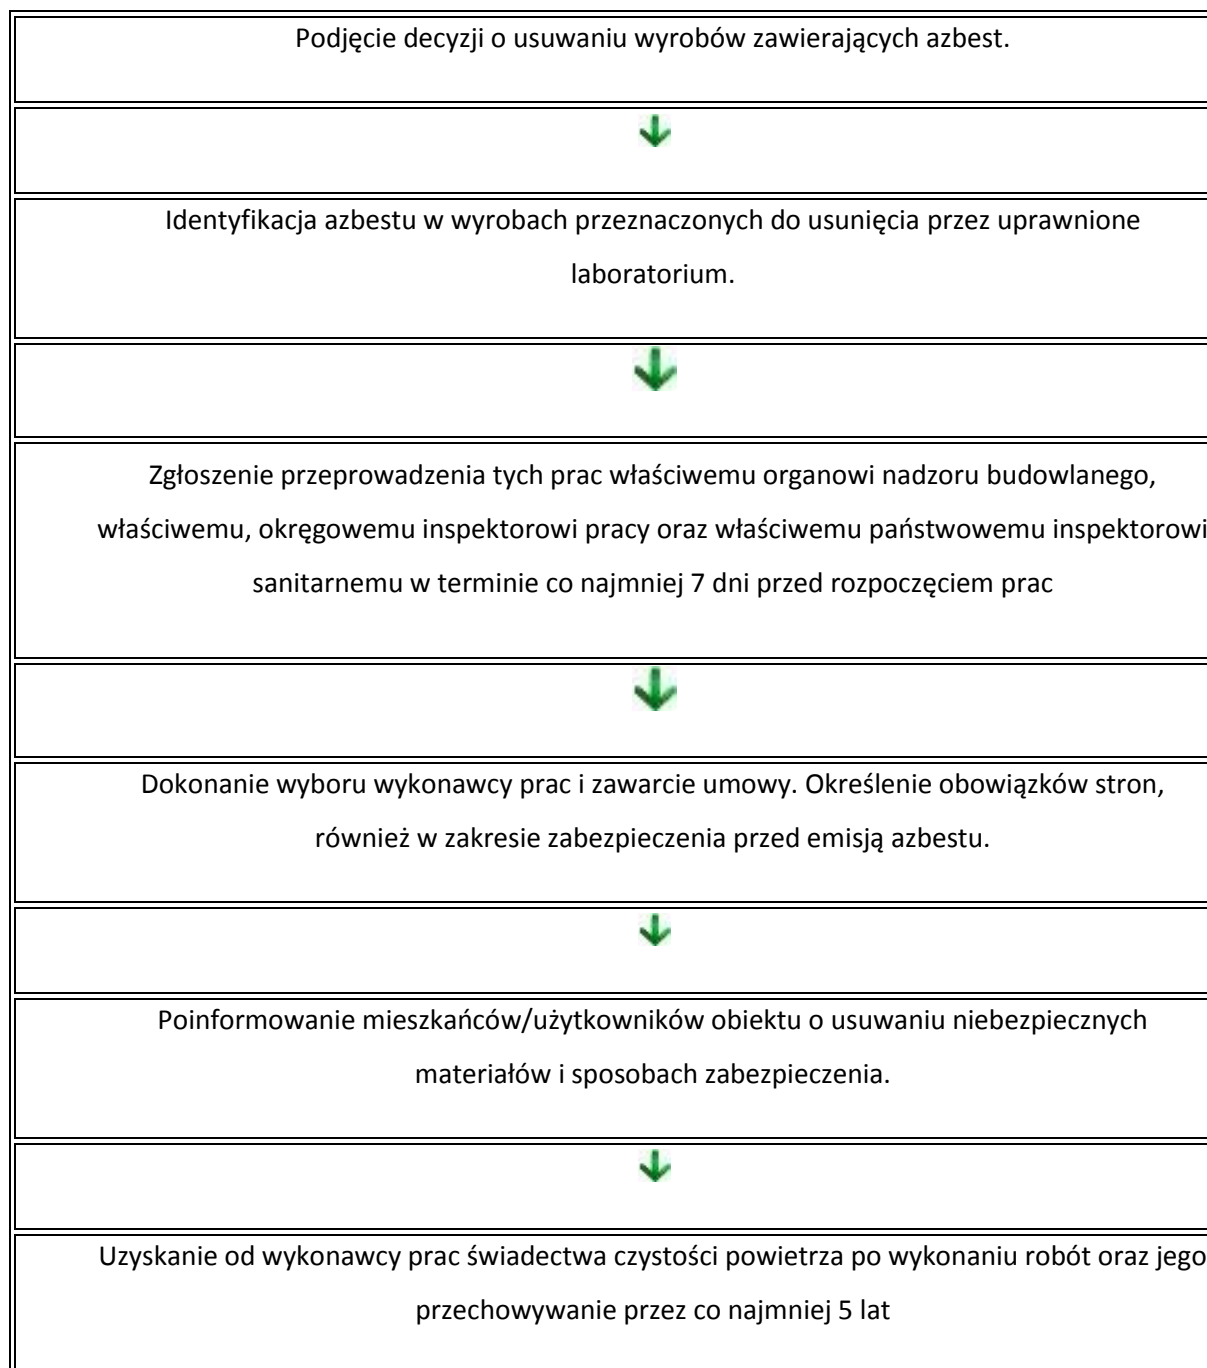 Podjęcie decyzji o usuwaniu wyrobów zawierających azbest.
Identyfikacja azbestu w wyrobach przeznaczonych do usunięcia przez uprawnione
laboratorium.
Zgłoszenie przeprowadzenia tych prac właściwemu organowi nadzoru budowlanego,
właściwemu, okręgowemu inspektorowi pracy oraz właściwemu państwowemu inspektorowi
sanitarnemu w terminie co najmniej 7 dni przed rozpoczęciem prac
Dokonanie wyboru wykonawcy prac i zawarcie umowy. Określenie obowiązków stron,
również w zakresie zabezpieczenia przed emisją azbestu.
Poinformowanie mieszkańców/użytkowników obiektu o usuwaniu niebezpiecznych
materiałów i sposobach zabezpieczenia.
Uzyskanie od wykonawcy prac świadectwa czystości powietrza po wykonaniu robót oraz jego
przechowywanie przez co najmniej 5 lat